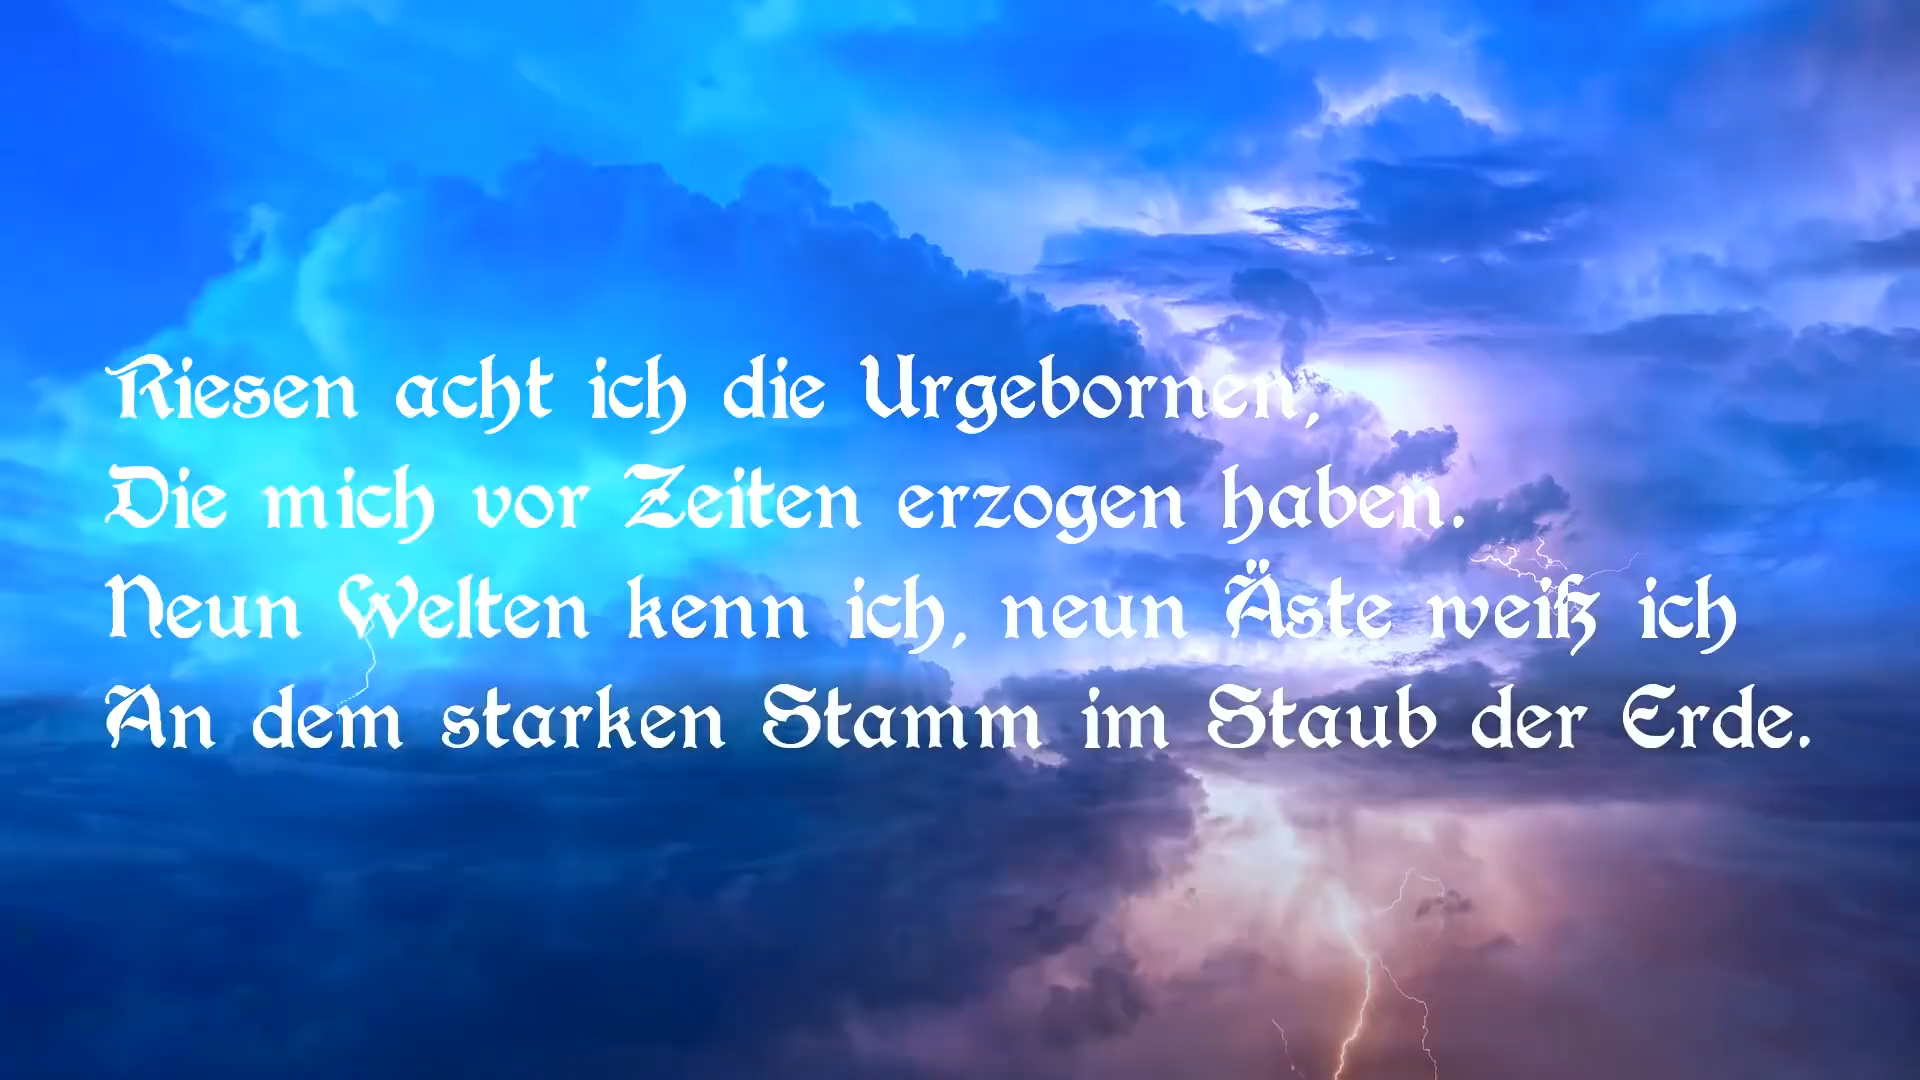 Riesen acht ich die Urgebornen,
Die mich vor Zeiten erzogen haben.
Neun Welten kenn ich, neun Äste weiß ich
An dem starken Stamm im Staub der Erde.